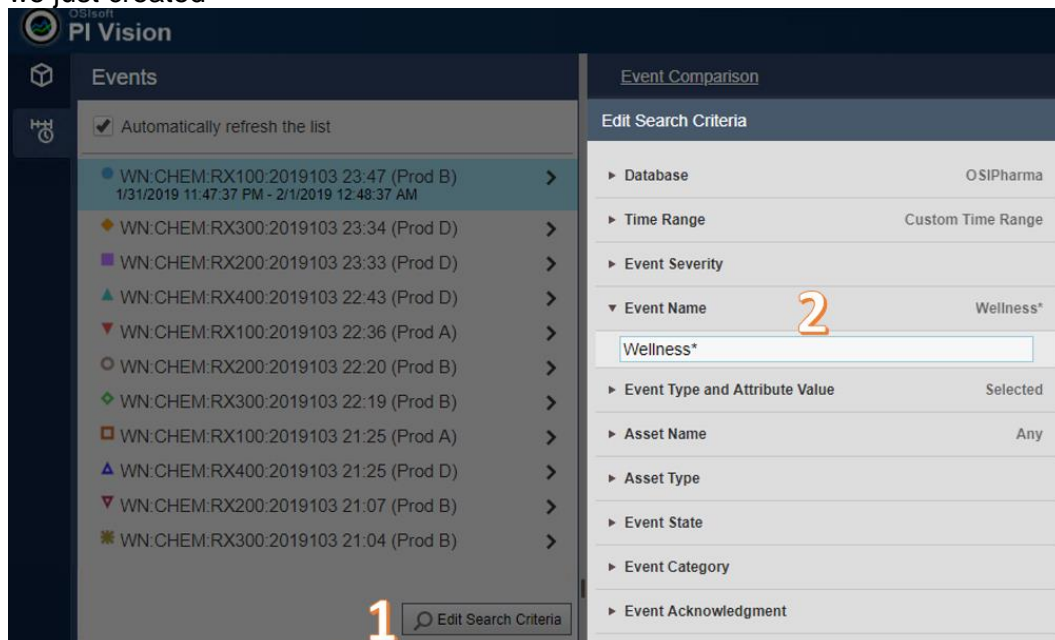 we just created
OSIsoft
PI Vision
Events
Automatically refresh the list
WN:CHEM:RX100:2019103 23:47 (Prod B)
1/31/2019 11:47:37 PM - 2/1/2019 12:48:37 AM
WN:CHEM:RX300:2019103 23:34 (Prod D)
WN:CHEM:RX200:2019103 23:33 (Prod D)
WN:CHEM:RX400:2019103 22:43 (Prod D)
WN:CHEM:RX100:2019103 22:36 (Prod A)
WN:CHEM:RX200:2019103 22:20 (Prod B)
WN:CHEM:RX300:2019103 22:19 (Prod B)
WN:CHEM:RX100:2019103 21:25 (Prod A)
WN:CHEM:RX400:2019103 21:25 (Prod D)
WN:CHEM:RX200:2019103 21:07 (Prod B)
WN:CHEM:RX300:2019103 21:04 (Prod B)
1 Edit Search Criteria
Event Comparison
Edit Search Criteria
Database OSIPharma
Time Range Custom Time Range
Event Severity
Event Name 2 Wellness*
Wellness*
Event Type and Attribute Value Selected
Asset Name Any
Asset Type
Event State
Event Category
Event Acknowledgment